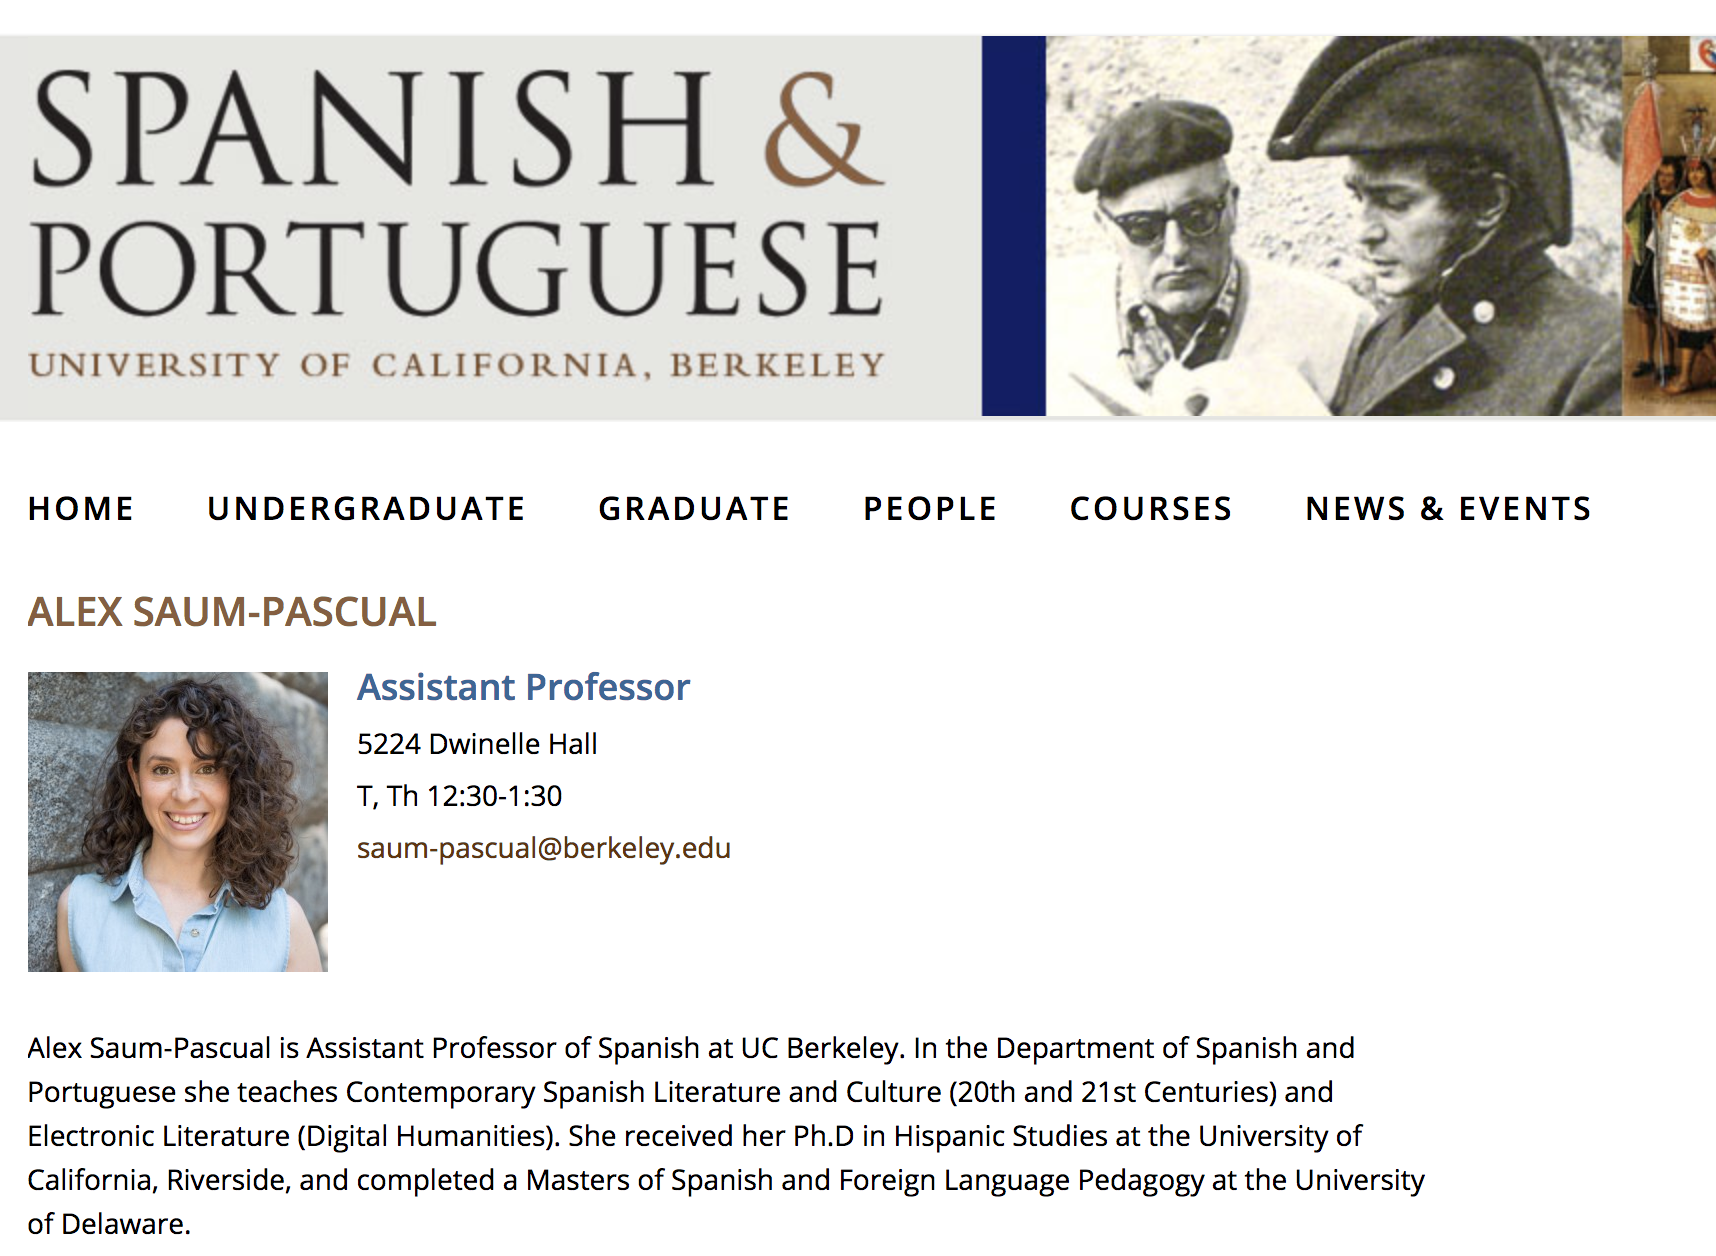 SPANISH &
PORTUGUESE
UNIVERSITY OF CALIFORNIA, BERKELEY
HOME UNDERGRADUATE GRADUATE PEOPLE COURSES NEWS & EVENTS
ALEX SAUM-PASCUAL
Assistant Professor
5224 Dwinelle Hall
T, Th 12:30-1:30
saum-pascual@berkeley.edu
Alex Saum-Pascual is Assistant Professor of Spanish at UC Berkeley. In the Department of Spanish and
Portuguese she teaches Contemporary Spanish Literature and Culture (20th and 21st Centuries) and
Electronic Literature (Digital Humanities). She received her Ph.D in Hispanic Studies at the University of
California, Riverside, and completed a Masters of Spanish and Foreign Language Pedagogy at the University
of Delaware.